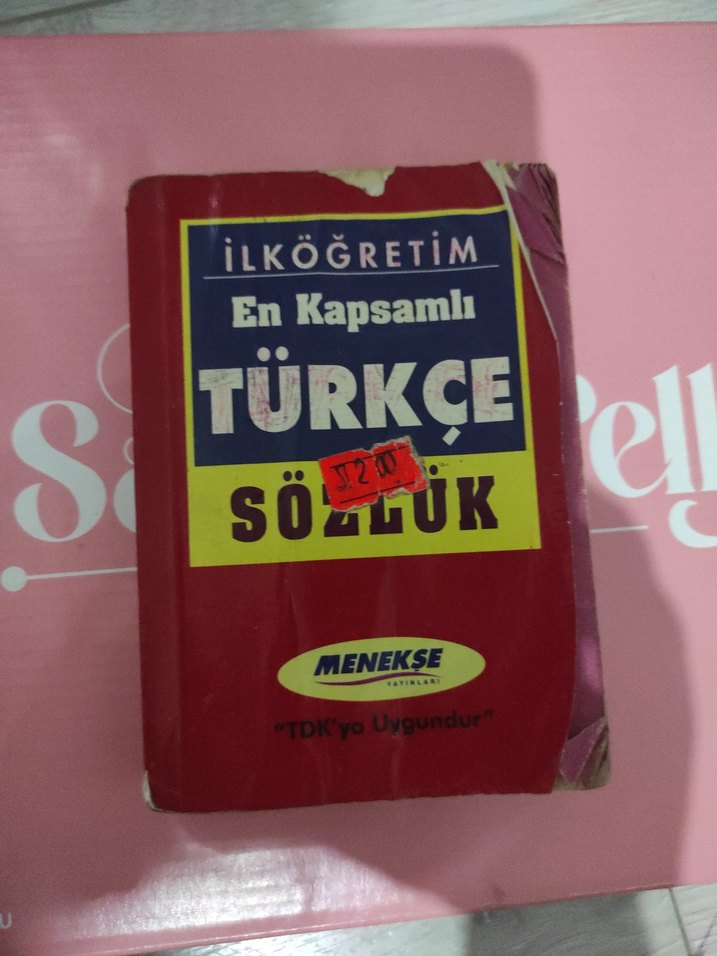 İLKÖĞRETİM
En Kapsamlı
TÜRKÇE
SÖZLÜK
MENEKŞE
YAYINLARI
"TDK'ya Uygundur"